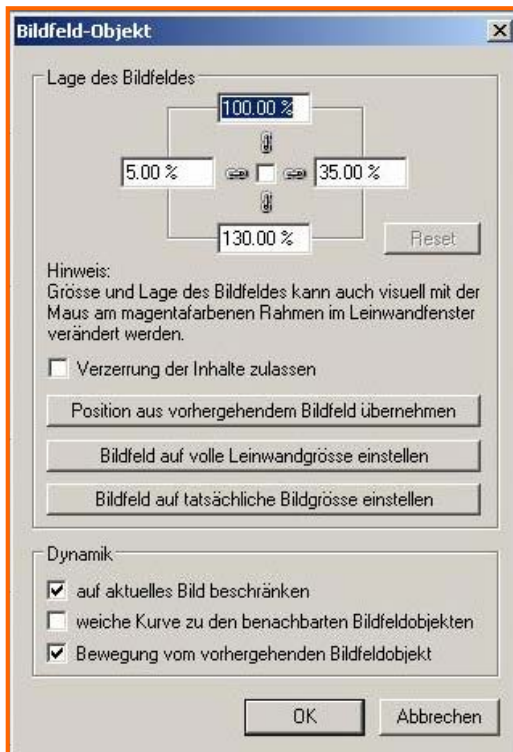 Bildfeld-Objekt
Lage des Bildfeldes
100.00 %
5.00 %
35.00 %
130.00 %
Reset
Hinweis:
Grösse und Lage des Bildfeldes kann auch visuell mit der
Maus am magentafarbenen Rahmen im Leinwandfenster
verändert werden.
Verzerrung der Inhalte zulassen
Position aus vorhergehendem Bildfeld übernehmen
Bildfeld auf volle Leinwandgrösse einstellen
Bildfeld auf tatsächliche Bildgrösse einstellen
Dynamik
auf aktuelles Bild beschränken
weiche Kurve zu den benachbarten Bildfeldobjekten
Bewegung vom vorhergehenden Bildfeldobjekt
OK
Abbrechen